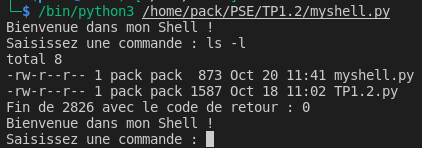 └─$ /bin/python3 /home/pack/PSE/TP1.2/myshell.py
Bienvenue dans mon Shell !
Saisissez une commande : ls -l
total 8
-rw-r--r-- 1 pack pack  873 Oct 20 11:41 myshell.py
-rw-r--r-- 1 pack pack 1587 Oct 18 11:02 TP1.2.py
Fin de 2826 avec le code de retour : 0
Bienvenue dans mon Shell !
Saisissez une commande :